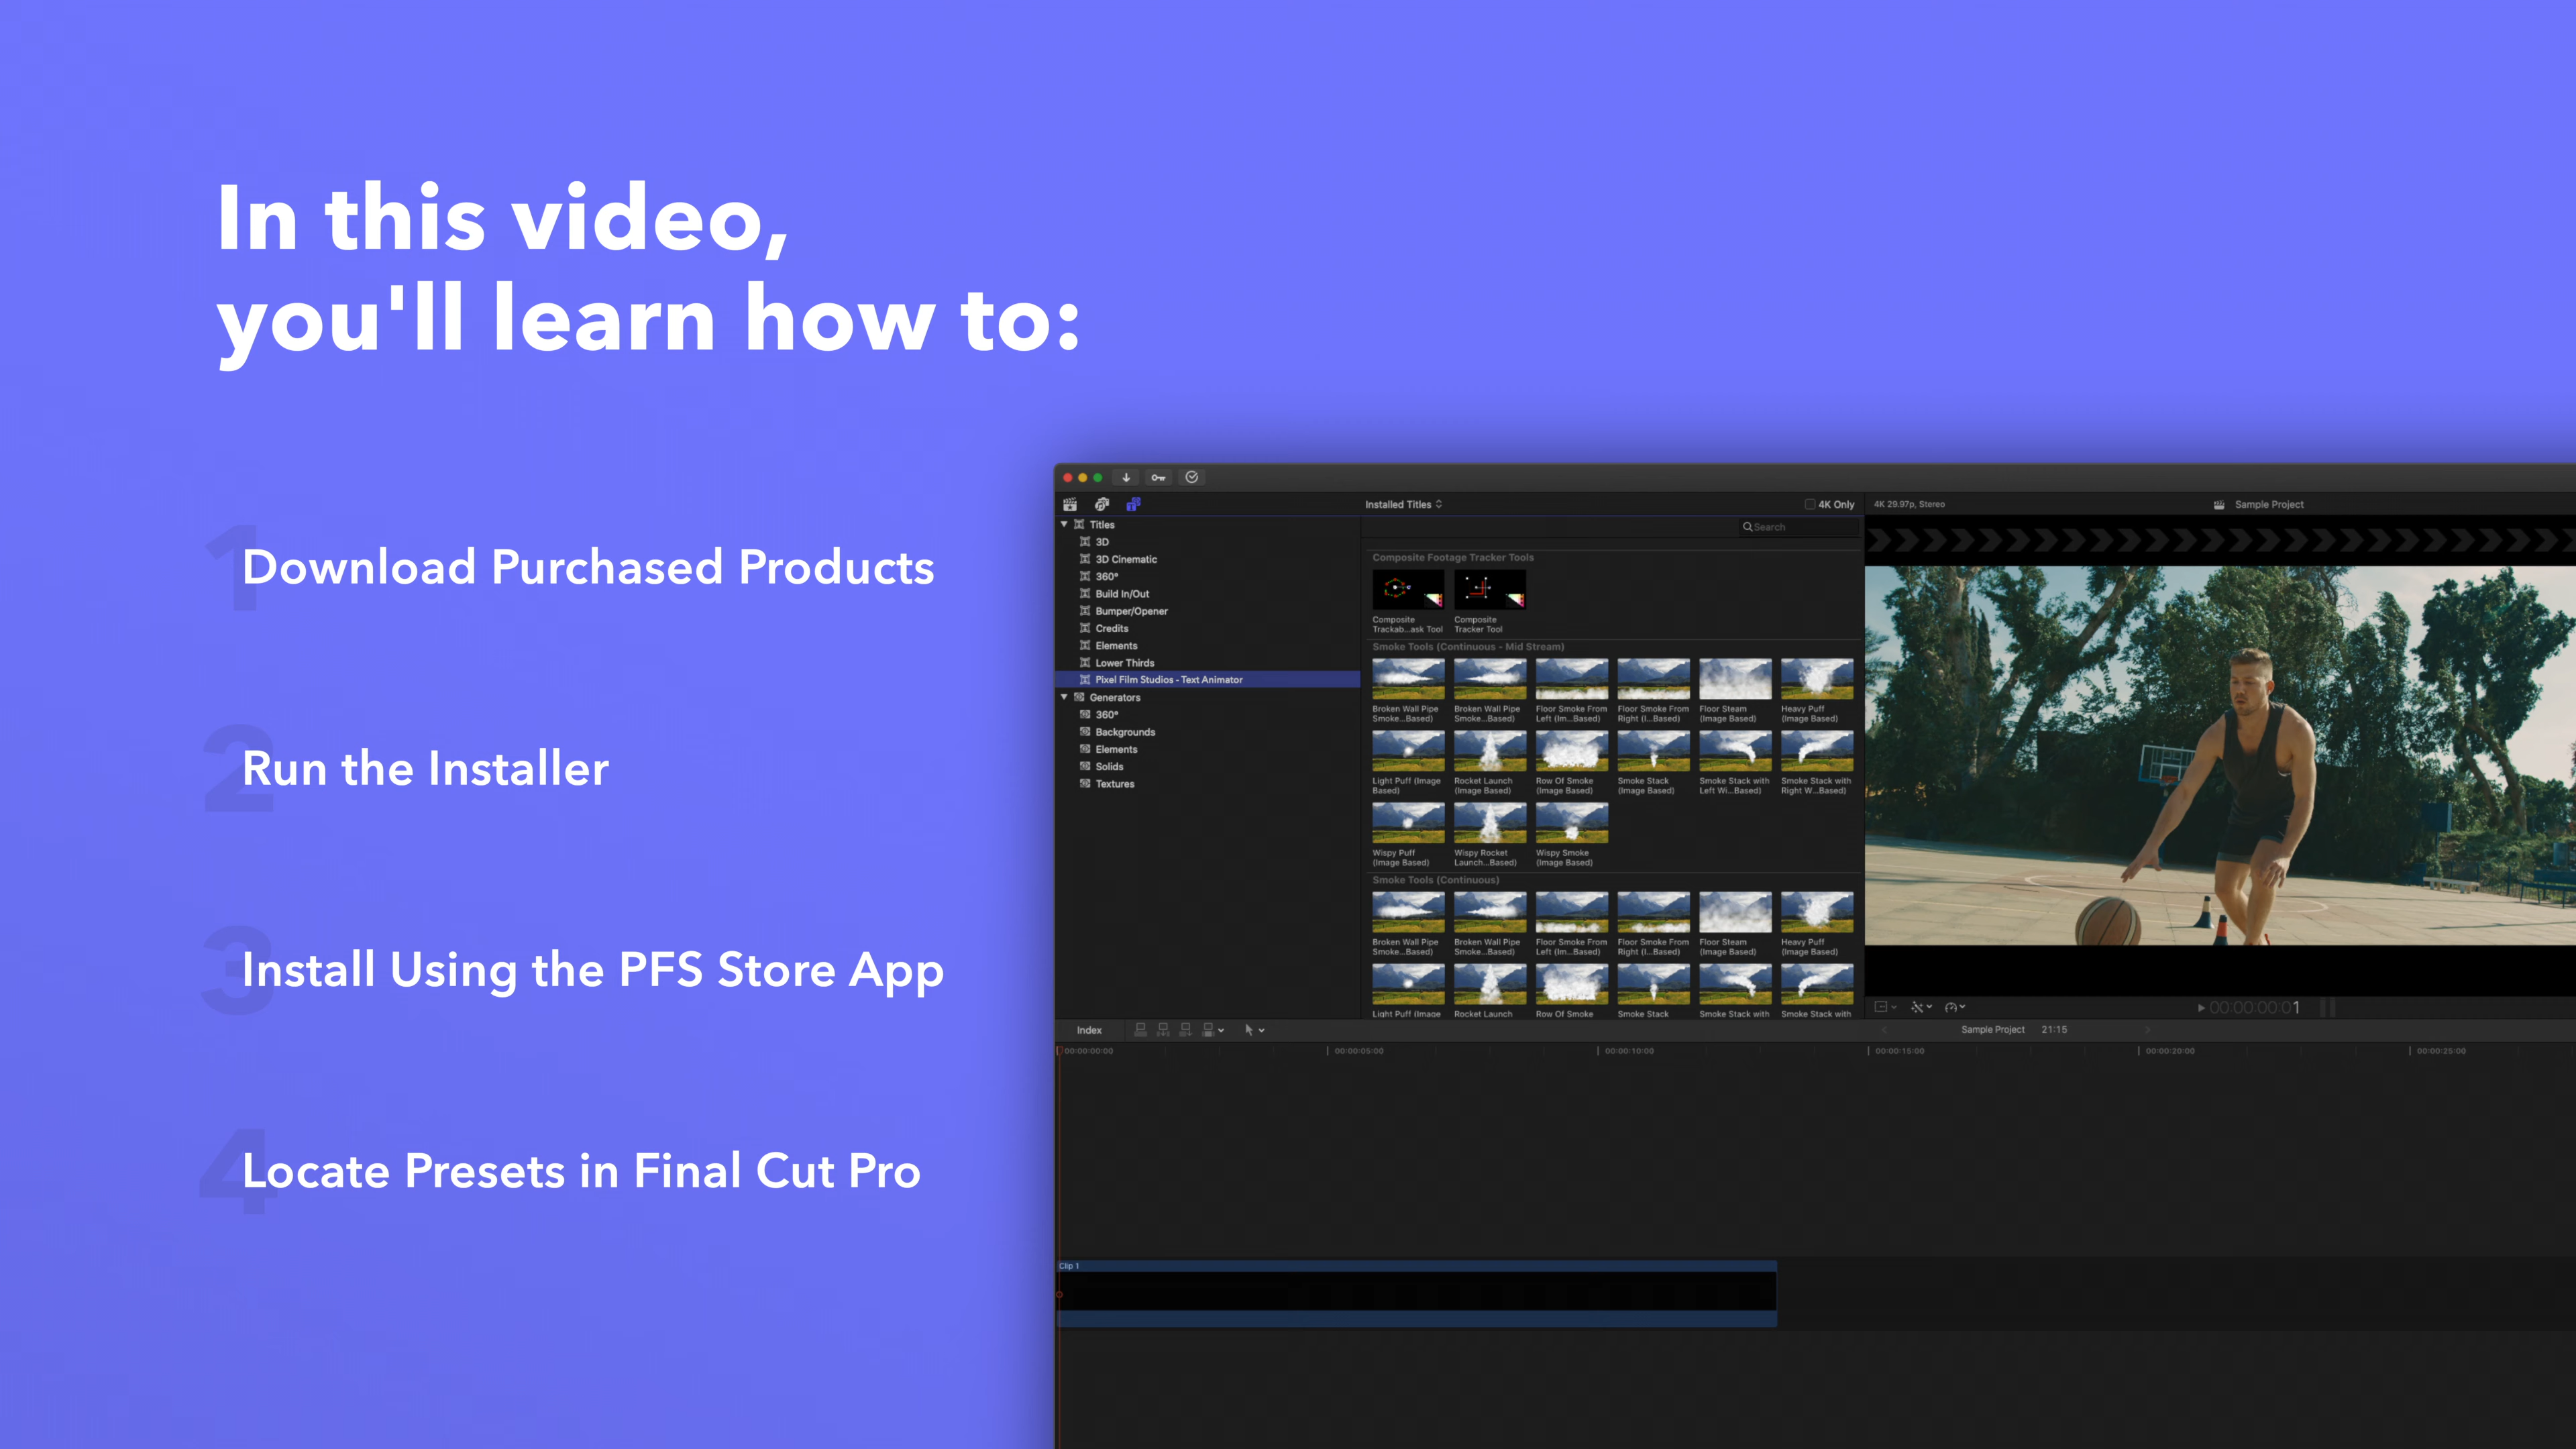 In this video,
you'll learn how to:
1
Download Purchased Products
2
Run the Installer
3
Install Using the PFS Store App
4
Locate Presets in Final Cut Pro
Installed Titles
4K Only
4K 29.97p, Stereo
Sample Project
Search
Titles
3D
3D Cinematic
360°
Build In/Out
Bumper/Opener
Credits
Elements
Lower Thirds
Pixel Film Studios - Text Animator
Generators
360°
Backgrounds
Elements
Solids
Textures
Composite Footage Tracker Tools
Composite
Trackab...ask Tool
Composite
Tracker Tool
Smoke Tools (Continuous - Mid Stream)
Broken Wall Pipe
Smoke...Based)
Broken Wall Pipe
Smoke...Based)
Floor Smoke From
Left (Im...Based)
Floor Smoke From
Right (I...Based)
Floor Steam
(Image Based)
Heavy Puff
(Image Based)
Light Puff (Image
Based)
Rocket Launch
(Image Based)
Row Of Smoke
(Image Based)
Smoke Stack
(Image Based)
Smoke Stack with
Left Wi...Based)
Smoke Stack with
Right W...Based)
Wispy Puff
(Image Based)
Wispy Rocket
Launch...Based)
Wispy Smoke
(Image Based)
Smoke Tools (Continuous)
Broken Wall Pipe
Smoke...Based)
Broken Wall Pipe
Smoke...Based)
Floor Smoke From
Left (Im...Based)
Floor Smoke From
Right (I...Based)
Floor Steam
(Image Based)
Heavy Puff
(Image Based)
Light Puff (Image
Rocket Launch
Row Of Smoke
Smoke Stack
Smoke Stack with
Smoke Stack with
00:00:00:01
Index
Sample Project 21:15
00:00:00:00
00:00:05:00
00:00:10:00
00:00:15:00
00:00:20:00
00:00:25:00
Clip 1